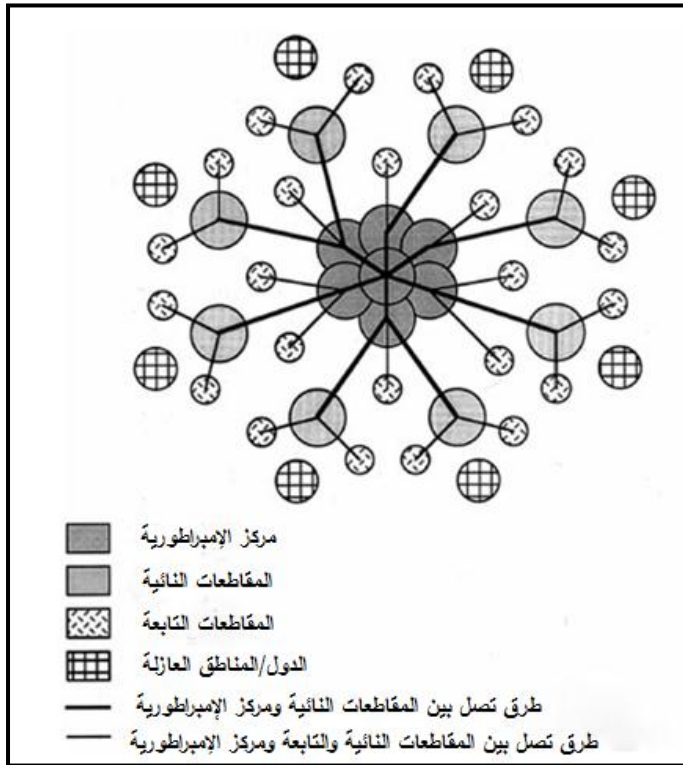 مركز الإمبراطورية
المقاطعات النائية
المقاطعات التابعة
الدول/المناطق العازلة
طرق تصل بين المقاطعات النائية ومركز الإمبراطورية
طرق تصل بين المقاطعات النائية والتابعة ومركز الإمبراطورية